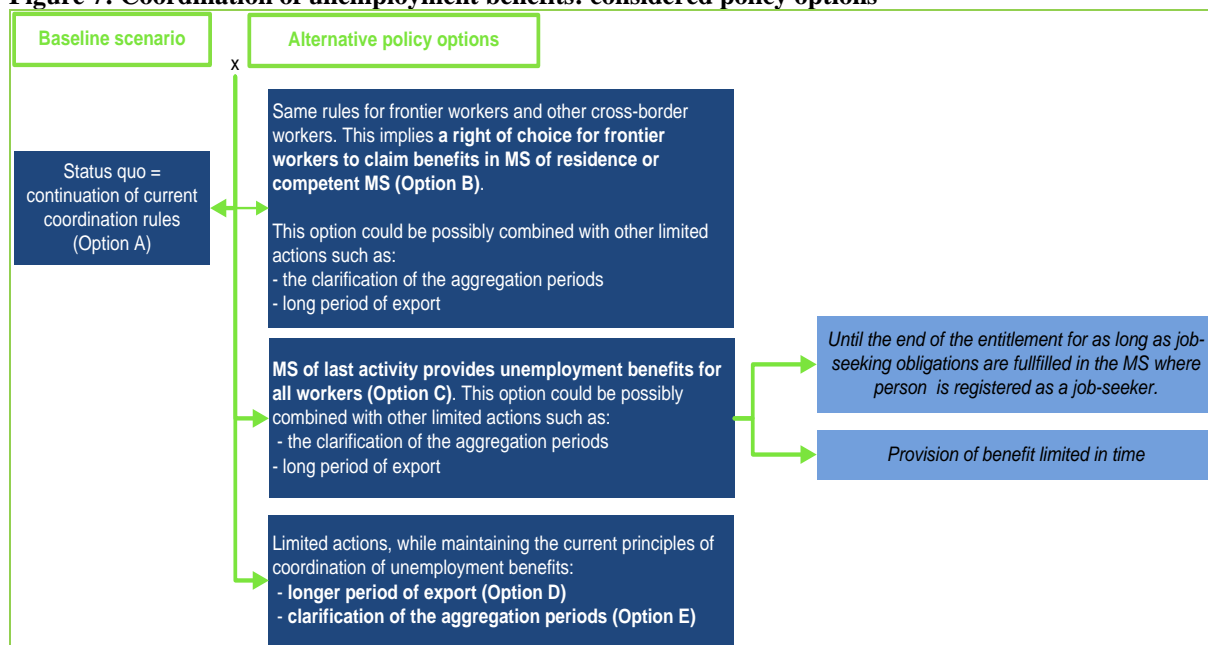 Figure 7: Coordination of unemployment benefits: considered policy options
Baseline scenario
Alternative policy options
x
Status quo =
continuation of current
coordination rules
(Option A)
Same rules for frontier workers and other cross-border
workers. This implies a right of choice for frontier
workers to claim benefits in MS of residence or
competent MS (Option B).
This option could be possibly combined with other limited
actions such as:
- the clarification of the aggregation periods
- long period of export
MS of last activity provides unemployment benefits for
all workers (Option C). This option could be possibly
combined with other limited actions such as:
- the clarification of the aggregation periods
- long period of export
Until the end of the entitlement for as long as job-
seeking obligations are fullfilled in the MS where
person is registered as a job-seeker.
Provision of benefit limited in time
Limited actions, while maintaining the current principles of
coordination of unemployment benefits:
- longer period of export (Option D)
- clarification of the aggregation periods (Option E)